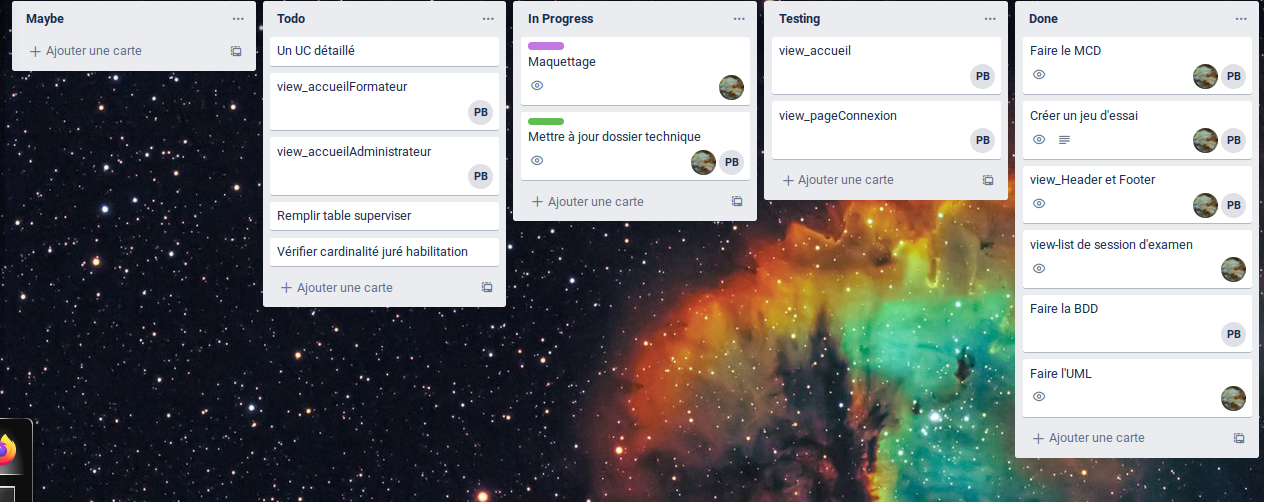 Maybe
Ajouter une carte
Todo
Un UC détaillé
view_accueilFormateur
PB
view_accueilAdministrateur
PB
Remplir table superviser
Vérifier cardinalité juré habilitation
Ajouter une carte
In Progress
Maquettage
Mettre à jour dossier technique
PB
Ajouter une carte
Testing
view_accueil
PB
view_pageConnexion
PB
Ajouter une carte
Done
Faire le MCD
PB
Créer un jeu d'essai
PB
view_Header et Footer
PB
view-list de session d'examen
Faire la BDD
PB
Faire l'UML
Ajouter une carte